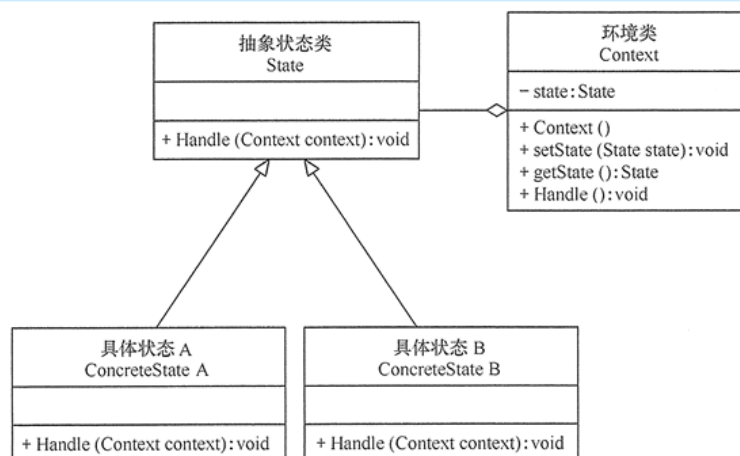 抽象状态类
State
+ Handle (Context context): void
环境类
Context
− state: State
+ Context ()
+ setState (State state): void
+ getState (): State
+ Handle (): void
具体状态 A
ConcreteState A
+ Handle (Context context): void
具体状态 B
ConcreteState B
+ Handle (Context context): void